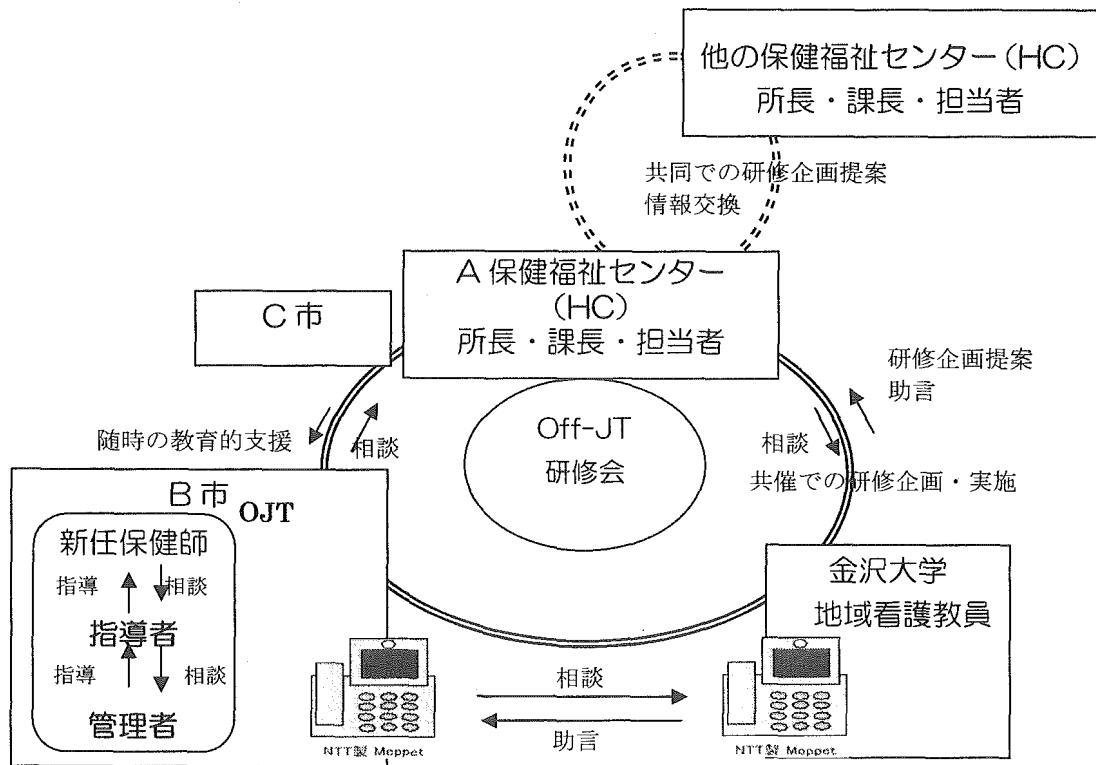 他の保健福祉センター(HC)
所長・課長・担当者
共同での研修企画提案
情報交換
A保健福祉センター
(HC)
所長・課長・担当者
C市
研修企画提案
助言
随時の教育的支援
相談
Off-JT
研修会
相談
共催での研修企画・実施
B市
OJT
新任保健師
指導
相談
指導者
指導
相談
管理者
金沢大学
地域看護教員
相談
助言
NTT製 Moppet
NTT製 Moppet